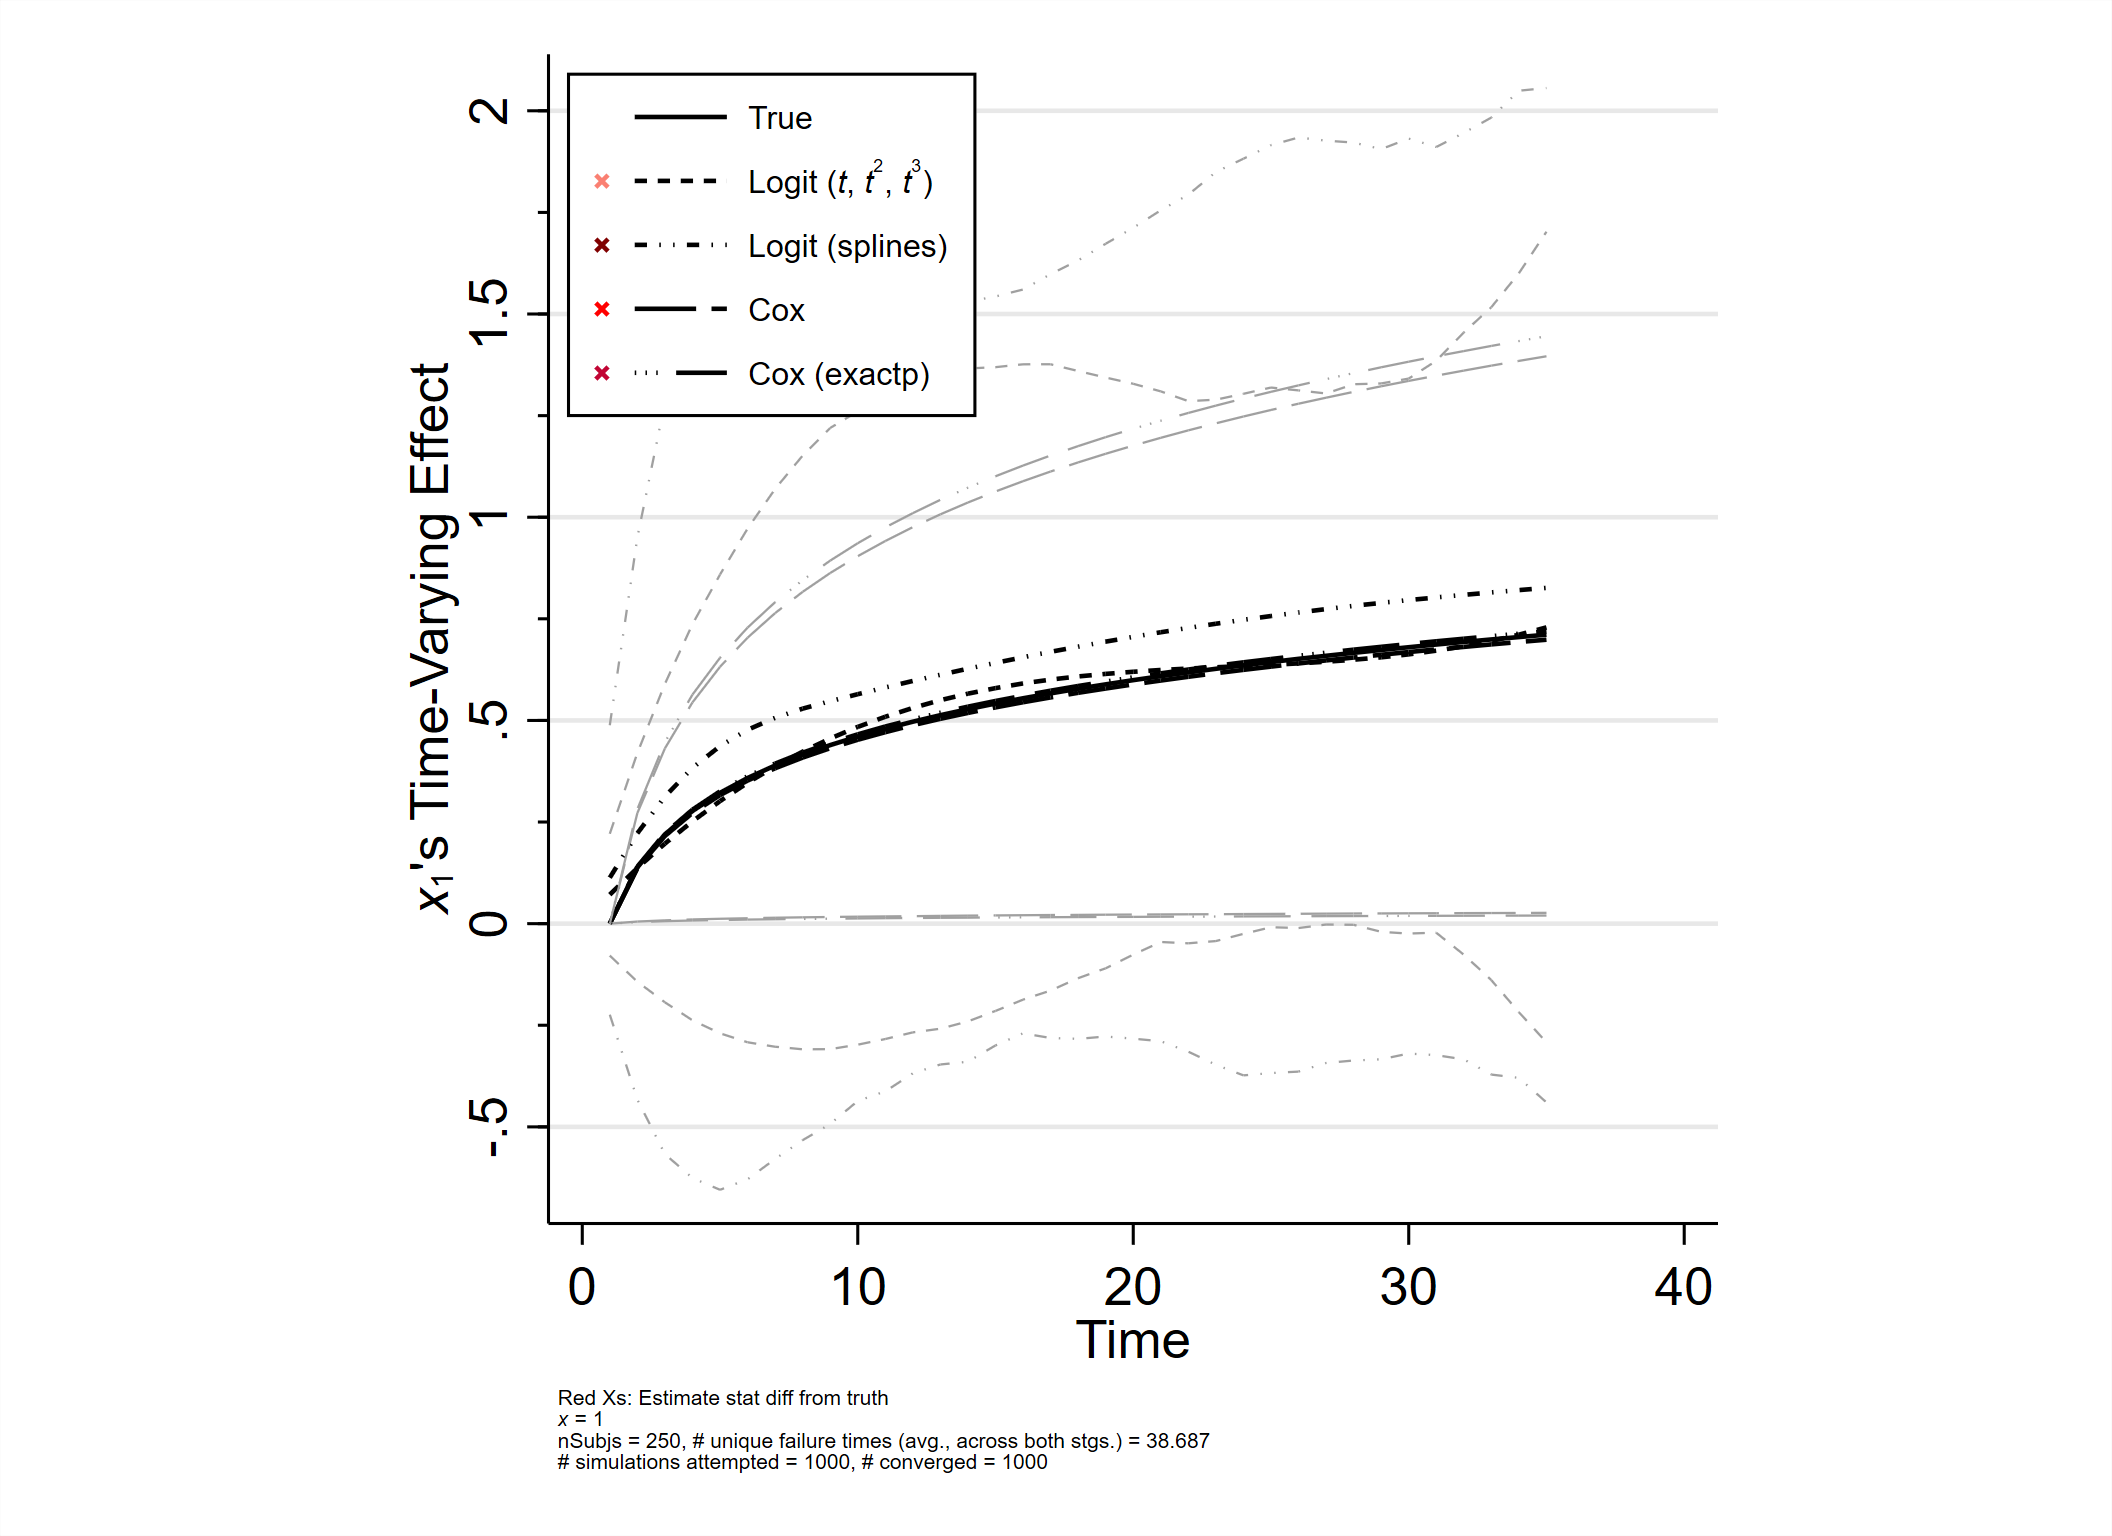 True
Logit (t, t², t³)
Logit (splines)
Cox
Cox (exactp)
x₁'s Time-Varying Effect
2
1.5
1
.5
0
-.5
0 10 20 30 40
Time
Red Xs: Estimate stat diff from truth
x = 1
nSubjs = 250, # unique failure times (avg., across both stgs.) = 38.687
# simulations attempted = 1000, # converged = 1000